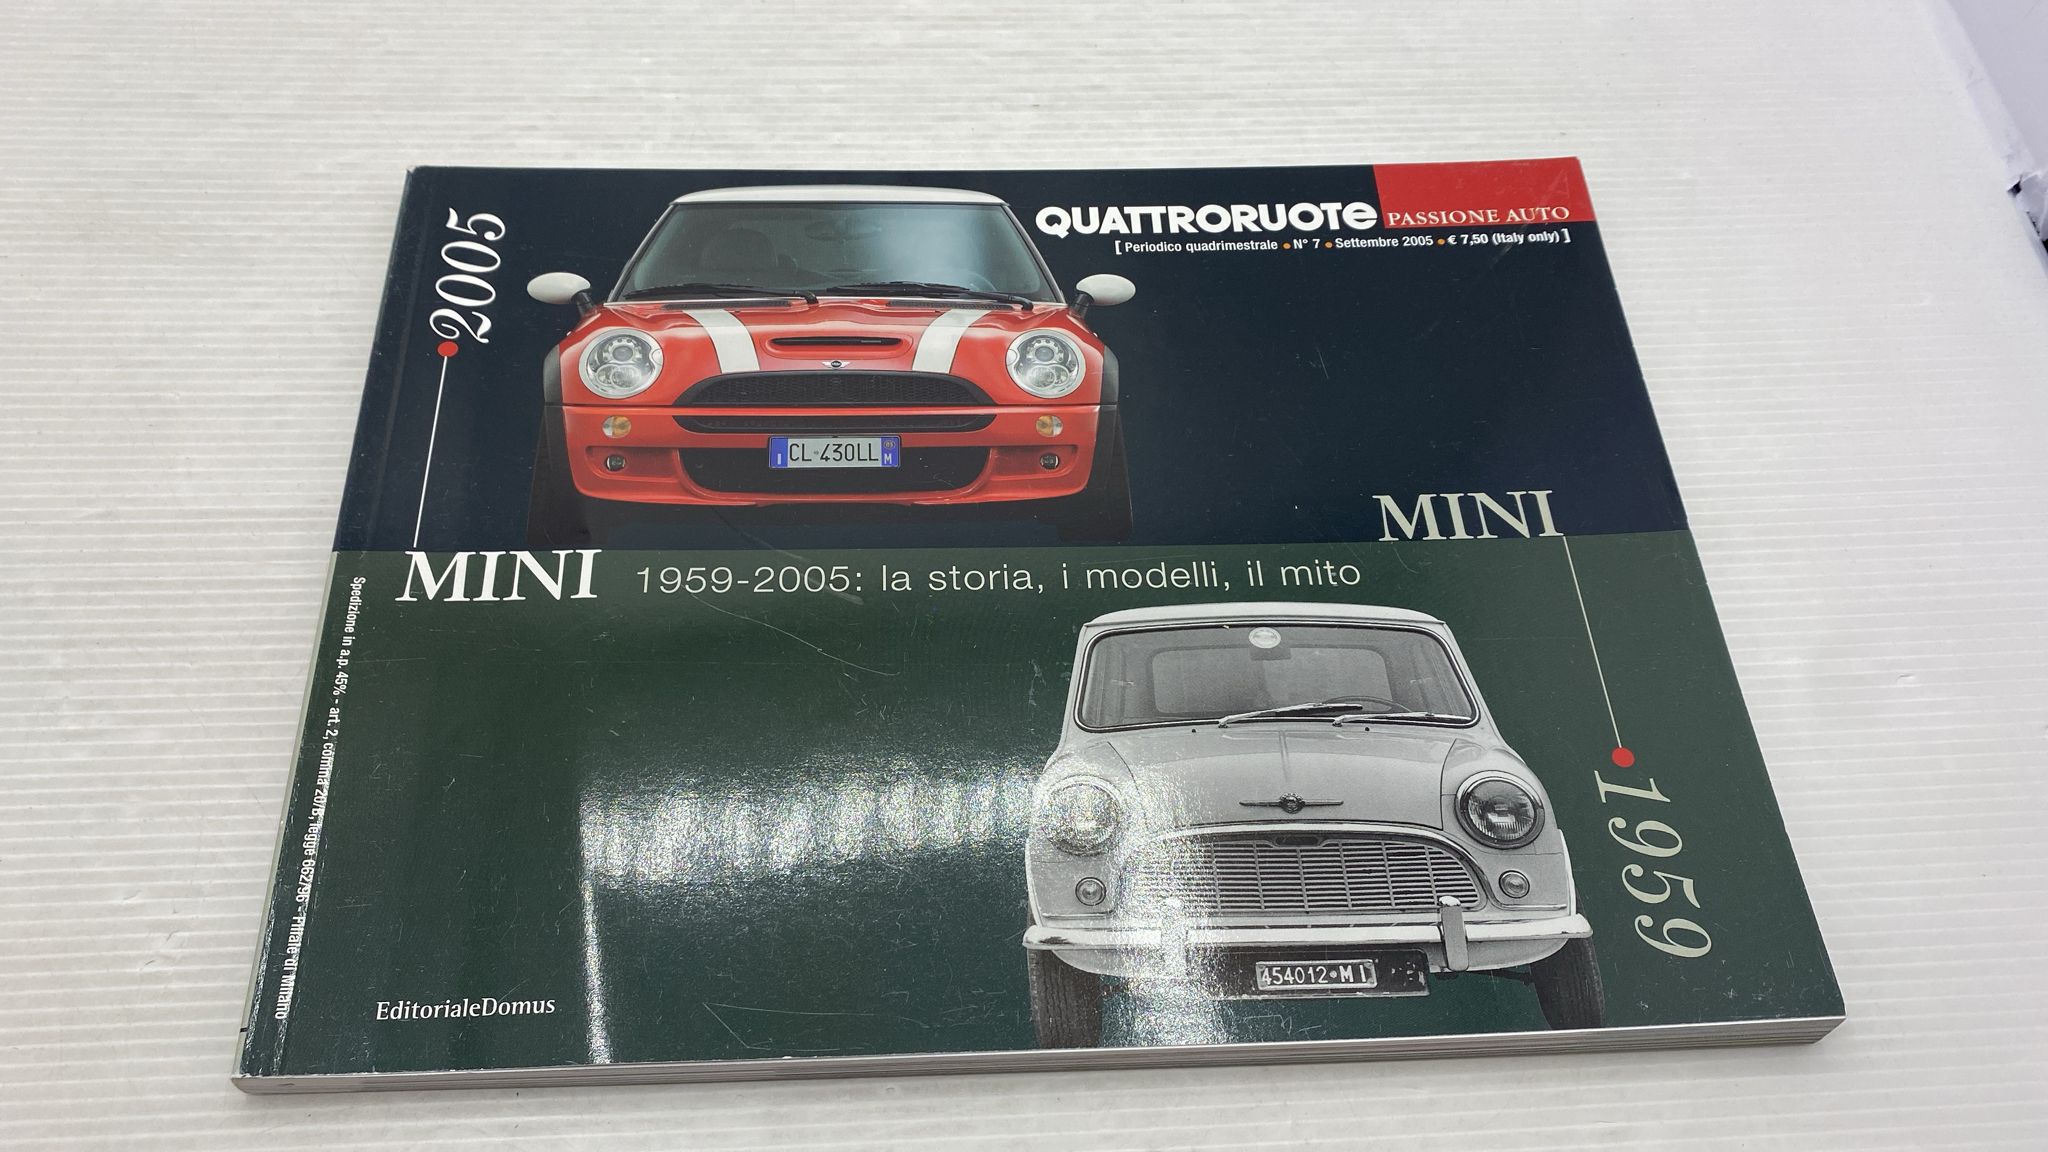 2005
QUATTRORUOTe PASSIONE AUTO
[ Periodico quadrimestrale • N° 7 • Settembre 2005 • € 7,50 (Italy only) ]
CL 430LL
I
M
MINI
MINI 1959-2005: la storia, i modelli, il mito
1959
454012•MI
Spedizione in a.p. 45% - art. 2, comma 20/B, legge 662/96 - Filiale di Milano
EditorialeDomus